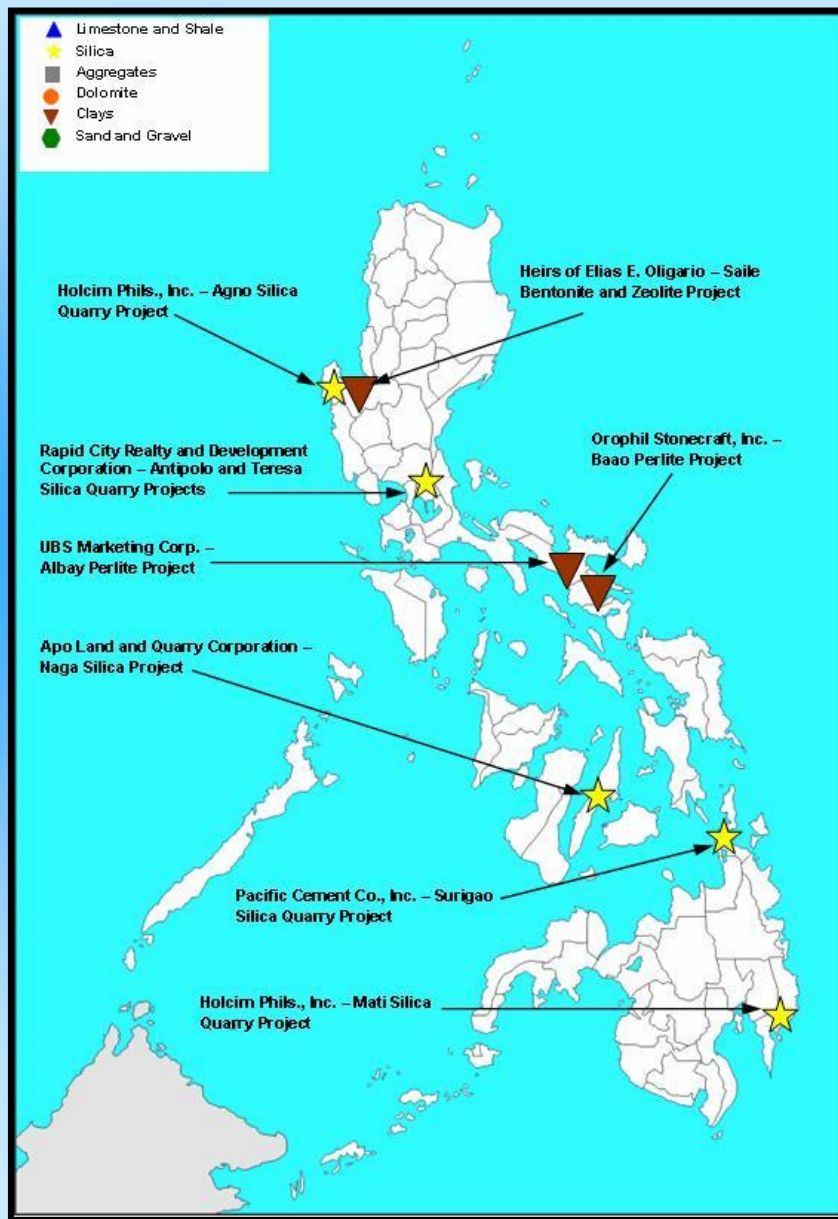 Limestone and Shale
Silica
Aggregates
Dolomite
Clays
Sand and Gravel
Heirs of Elias E. Oligario – Saile
Bentonite and Zeolite Project
Holcim Phils., Inc. – Agno Silica
Quarry Project
Orophil Stonecraft, Inc. –
Baao Perlite Project
Rapid City Realty and Development
Corporation – Antipolo and Teresa
Silica Quarry Projects
UBS Marketing Corp. –
Albay Perlite Project
Apo Land and Quarry Corporation –
Naga Silica Project
Pacific Cement Co., Inc. – Surigao
Silica Quarry Project
Holcim Phils., Inc. – Mati Silica
Quarry Project